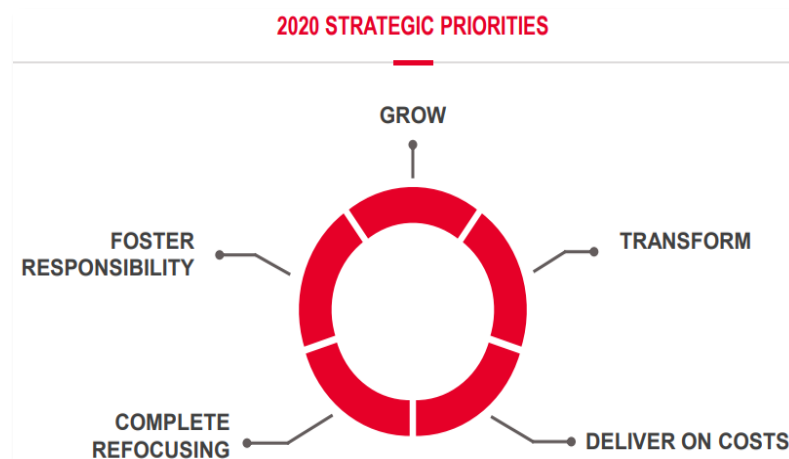 2020 STRATEGIC PRIORITIES
GROW
FOSTER
RESPONSIBILITY
TRANSFORM
COMPLETE
REFOCUSING
DELIVER ON COSTS